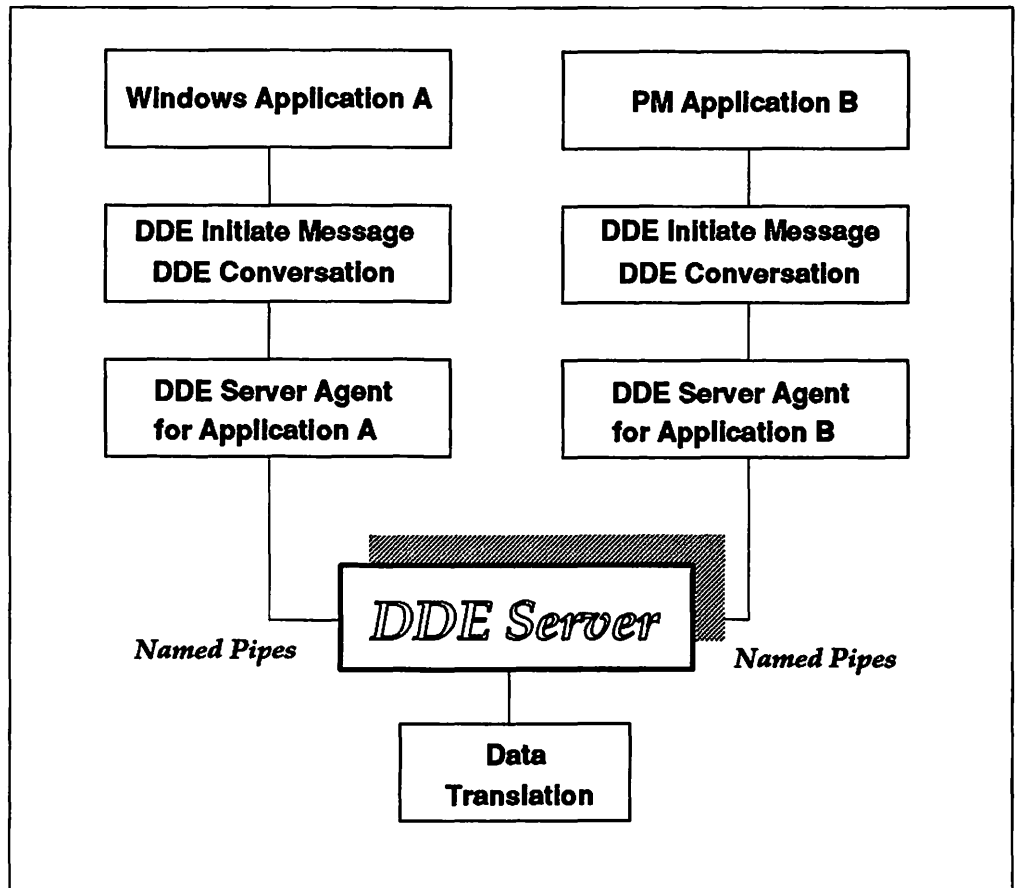 Windows Application A
PM Application B
DDE Initiate Message
DDE Conversation
DDE Initiate Message
DDE Conversation
DDE Server Agent
for Application A
DDE Server Agent
for Application B
DDE Server
Named Pipes
Named Pipes
Data
Translation